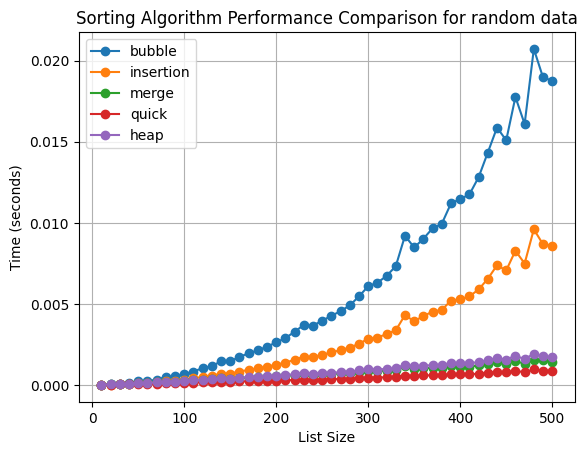 Sorting Algorithm Performance Comparison for random data
bubble
insertion
merge
quick
heap
0.020
0.015
0.010
0.005
0.000
Time (seconds)
0 100 200 300 400 500
List Size